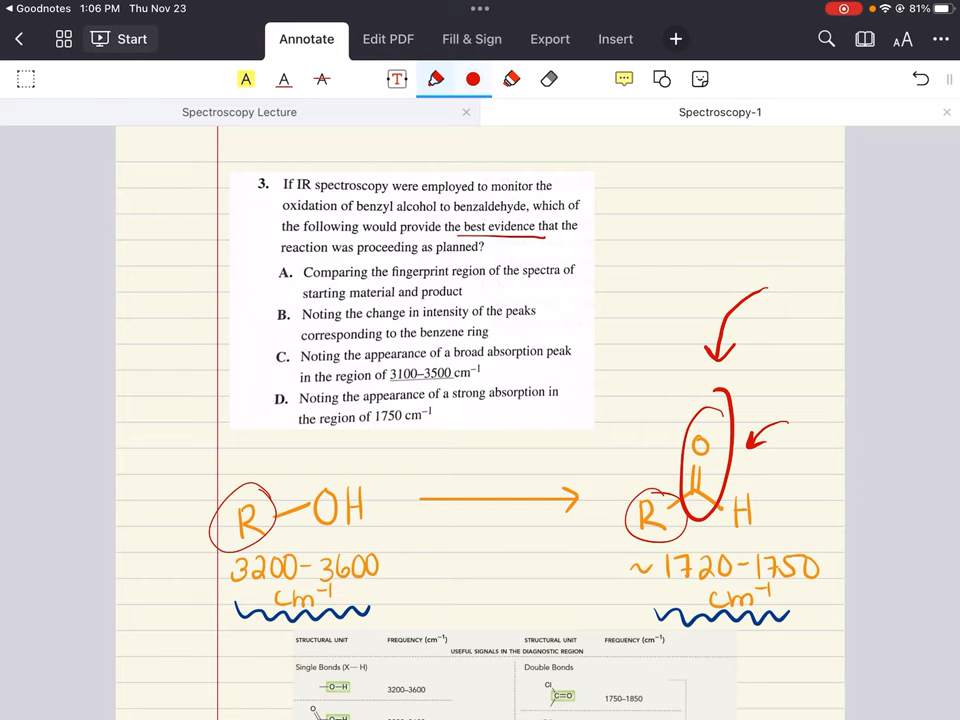 Goodnotes 1:06 PM Thu Nov 23 81%
Start Annotate Edit PDF Fill & Sign Export Insert
Spectroscopy Lecture Spectroscopy-1
3. If IR spectroscopy were employed to monitor the
oxidation of benzyl alcohol to benzaldehyde, which of
the following would provide the best evidence that the
reaction was proceeding as planned?
A. Comparing the fingerprint region of the spectra of
starting material and product
B. Noting the change in intensity of the peaks
corresponding to the benzene ring
C. Noting the appearance of a broad absorption peak
in the region of 3100–3500 cm⁻¹
D. Noting the appearance of a strong absorption in
the region of 1750 cm⁻¹
O
R-OH R H
3200-3600 ~1720-1750
cm⁻¹ cm⁻¹
STRUCTURAL UNIT FREQUENCY (cm⁻¹) STRUCTURAL UNIT FREQUENCY (cm⁻¹)
USEFUL SIGNALS IN THE DIAGNOSTIC REGION
Single Bonds (X—H) Double Bonds
—O—H 3200–3600 Cl C=O 1750–1850
O